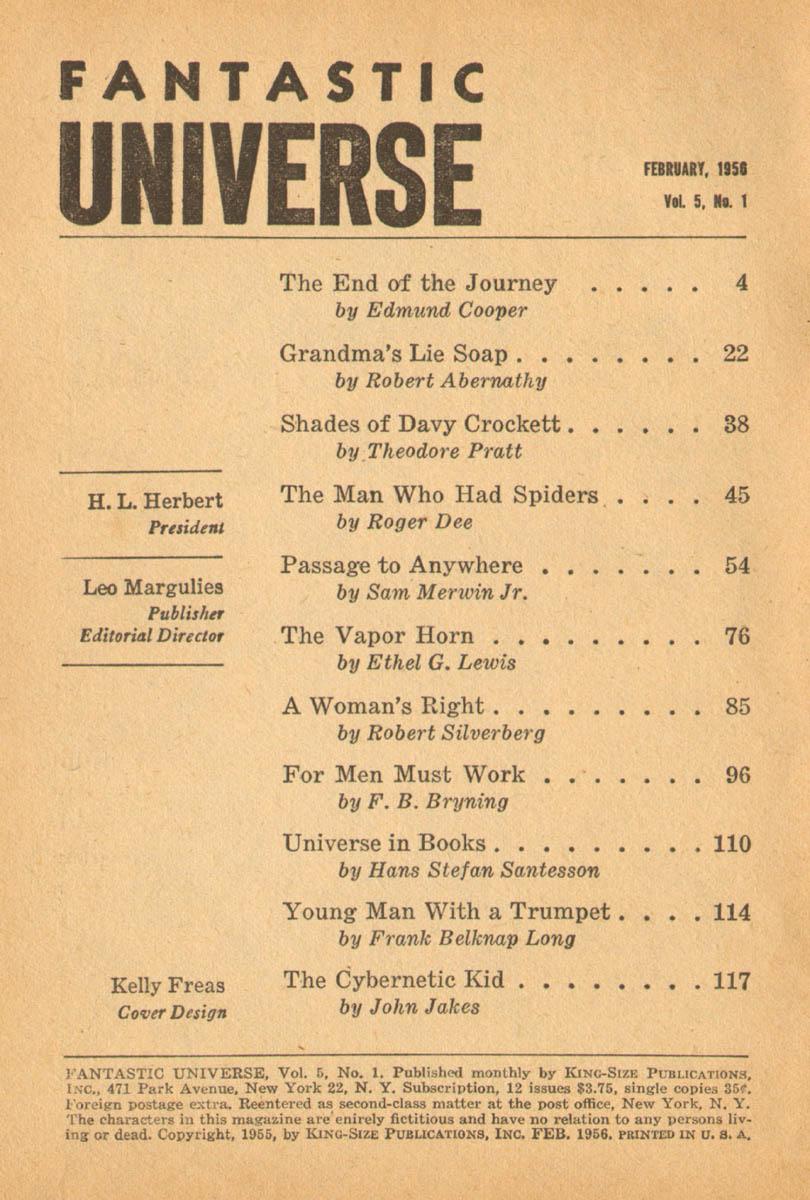 FANTASTIC
UNIVERSE
FEBRUARY, 1956
Vol. 5, No. 1
The End of the Journey . . . . . 4
by Edmund Cooper
Grandma's Lie Soap . . . . . . . . 22
by Robert Abernathy
Shades of Davy Crockett . . . . . . 38
by Theodore Pratt
H. L. Herbert
President
The Man Who Had Spiders . . . . 45
by Roger Dee
Leo Margulies
Publisher
Editorial Director
Passage to Anywhere . . . . . . . 54
by Sam Merwin Jr.
The Vapor Horn . . . . . . . . . 76
by Ethel G. Lewis
A Woman's Right . . . . . . . . . 85
by Robert Silverberg
For Men Must Work . . . . . . . 96
by F. B. Bryning
Universe in Books . . . . . . . . . 110
by Hans Stefan Santesson
Young Man With a Trumpet . . . . 114
by Frank Belknap Long
Kelly Freas
Cover Design
The Cybernetic Kid . . . . . . . . 117
by John Jakes
FANTASTIC UNIVERSE, Vol. 5, No. 1. Published monthly by KING-SIZE PUBLICATIONS,
INC., 471 Park Avenue, New York 22, N. Y. Subscription, 12 issues $3.75, single copies 35¢.
Foreign postage extra. Reentered as second-class matter at the post office, New York, N. Y.
The characters in this magazine are enirely fictitious and have no relation to any persons liv-
ing or dead. Copyright, 1955, by KING-SIZE PUBLICATIONS, INC. FEB. 1956. PRINTED IN U. S. A.